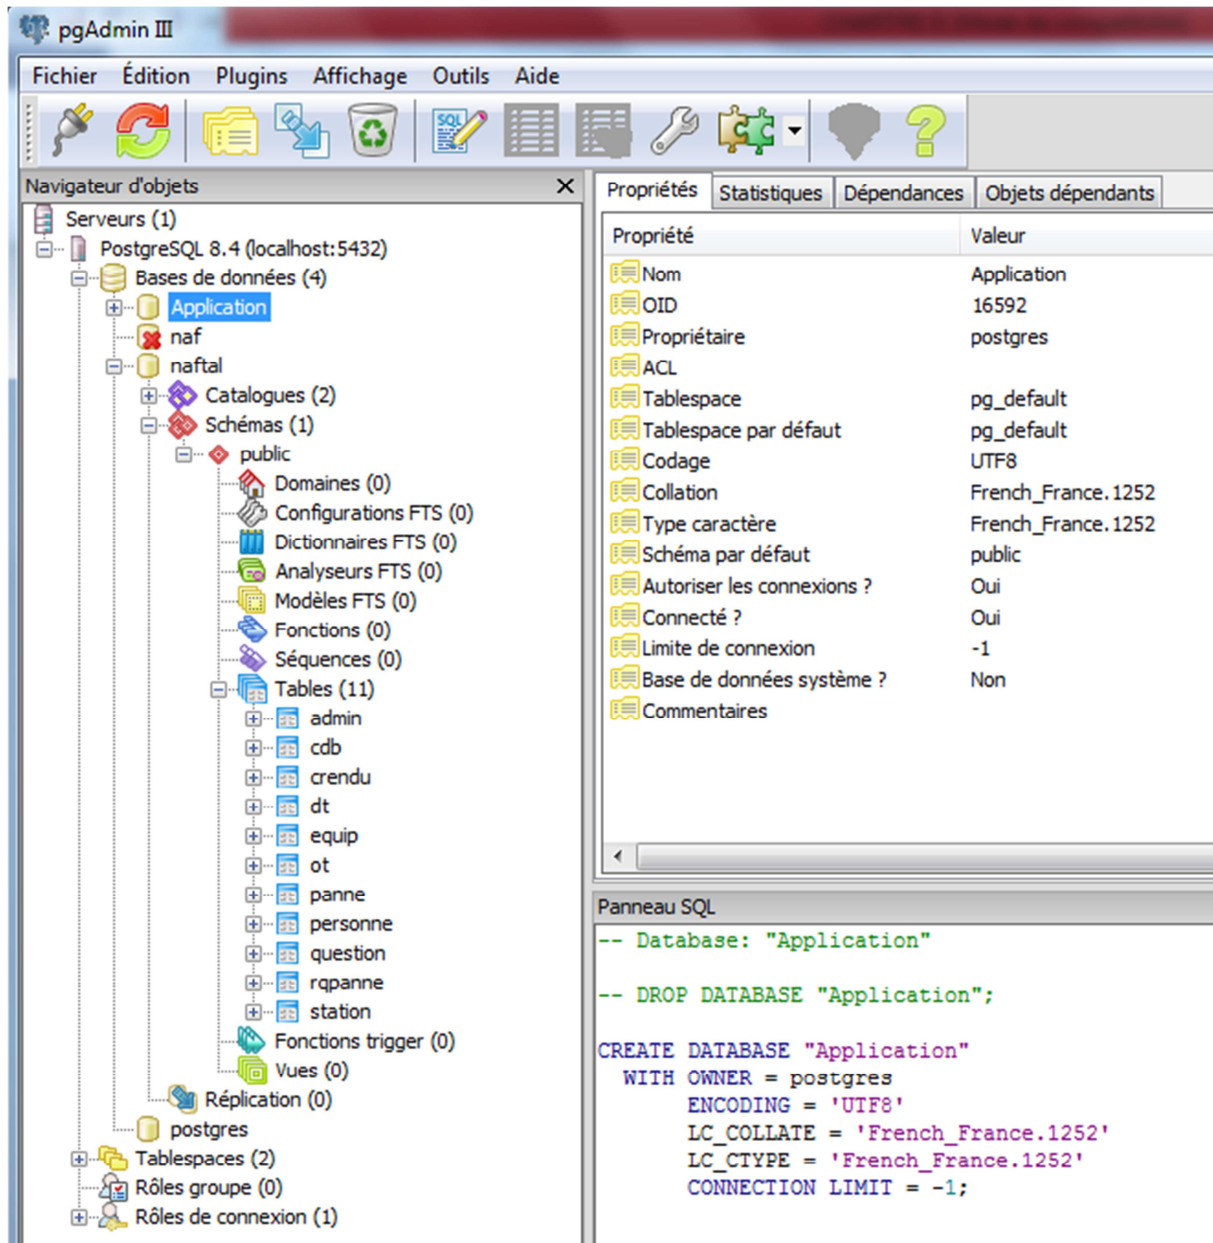 pgAdmin III
Fichier Édition Plugins Affichage Outils Aide
SQL
Navigateur d'objets
Serveurs (1)
PostgreSQL 8.4 (localhost:5432)
Bases de données (4)
Application
naf
naftal
Catalogues (2)
Schémas (1)
public
Domaines (0)
Configurations FTS (0)
Dictionnaires FTS (0)
Analyseurs FTS (0)
Modèles FTS (0)
Fonctions (0)
Séquences (0)
Tables (11)
admin
cdb
crendu
dt
equip
ot
panne
personne
question
rqpanne
station
Fonctions trigger (0)
Vues (0)
Réplication (0)
postgres
Tablespaces (2)
Rôles groupe (0)
Rôles de connexion (1)
Propriétés Statistiques Dépendances Objets dépendants
Propriété Valeur
Nom Application
OID 16592
Propriétaire postgres
ACL
Tablespace pg_default
Tablespace par défaut pg_default
Codage UTF8
Collation French_France.1252
Type caractère French_France.1252
Schéma par défaut public
Autoriser les connexions ? Oui
Connecté ? Oui
Limite de connexion -1
Base de données système ? Non
Commentaires
Panneau SQL
-- Database: "Application"
-- DROP DATABASE "Application";
CREATE DATABASE "Application"
WITH OWNER = postgres
ENCODING = 'UTF8'
LC_COLLATE = 'French_France.1252'
LC_CTYPE = 'French_France.1252'
CONNECTION LIMIT = -1;